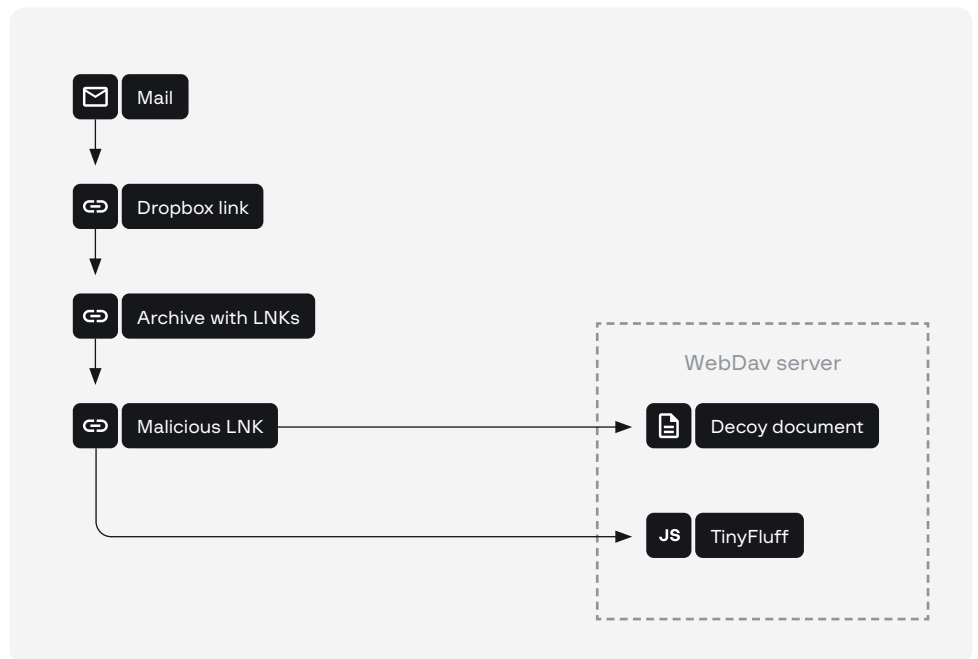 Mail
Dropbox link
Archive with LNKs
WebDav server
Malicious LNK
Decoy document
JS
TinyFluff